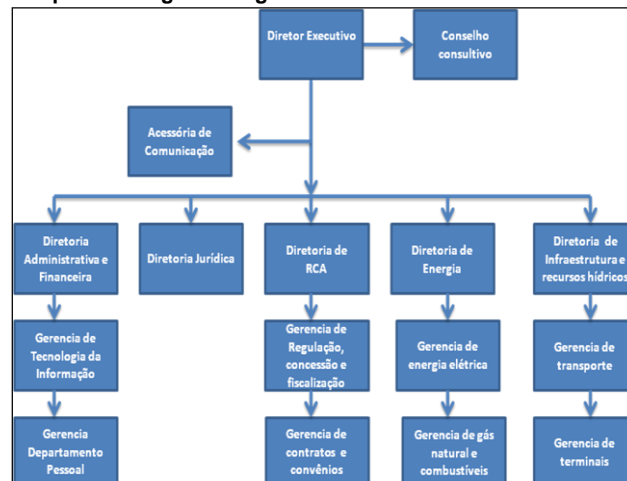 Diretor Executivo
Conselho
consultivo
Acessória de
Comunicação
Diretoria
Administrativa e
Financeira
Diretoria Jurídica
Diretoria de
RCA
Diretoria de
Energia
Diretoria de
Infraestrutura e
recursos hídricos
Gerencia de
Tecnologia da
Informação
Gerencia de
Regulação,
concessão e
fiscalização
Gerencia de
energia elétrica
Gerencia de
transporte
Gerencia
Departamento
Pessoal
Gerencia de
contratos e
convênios
Gerencia de gás
natural e
combustíveis
Gerencia de
terminais